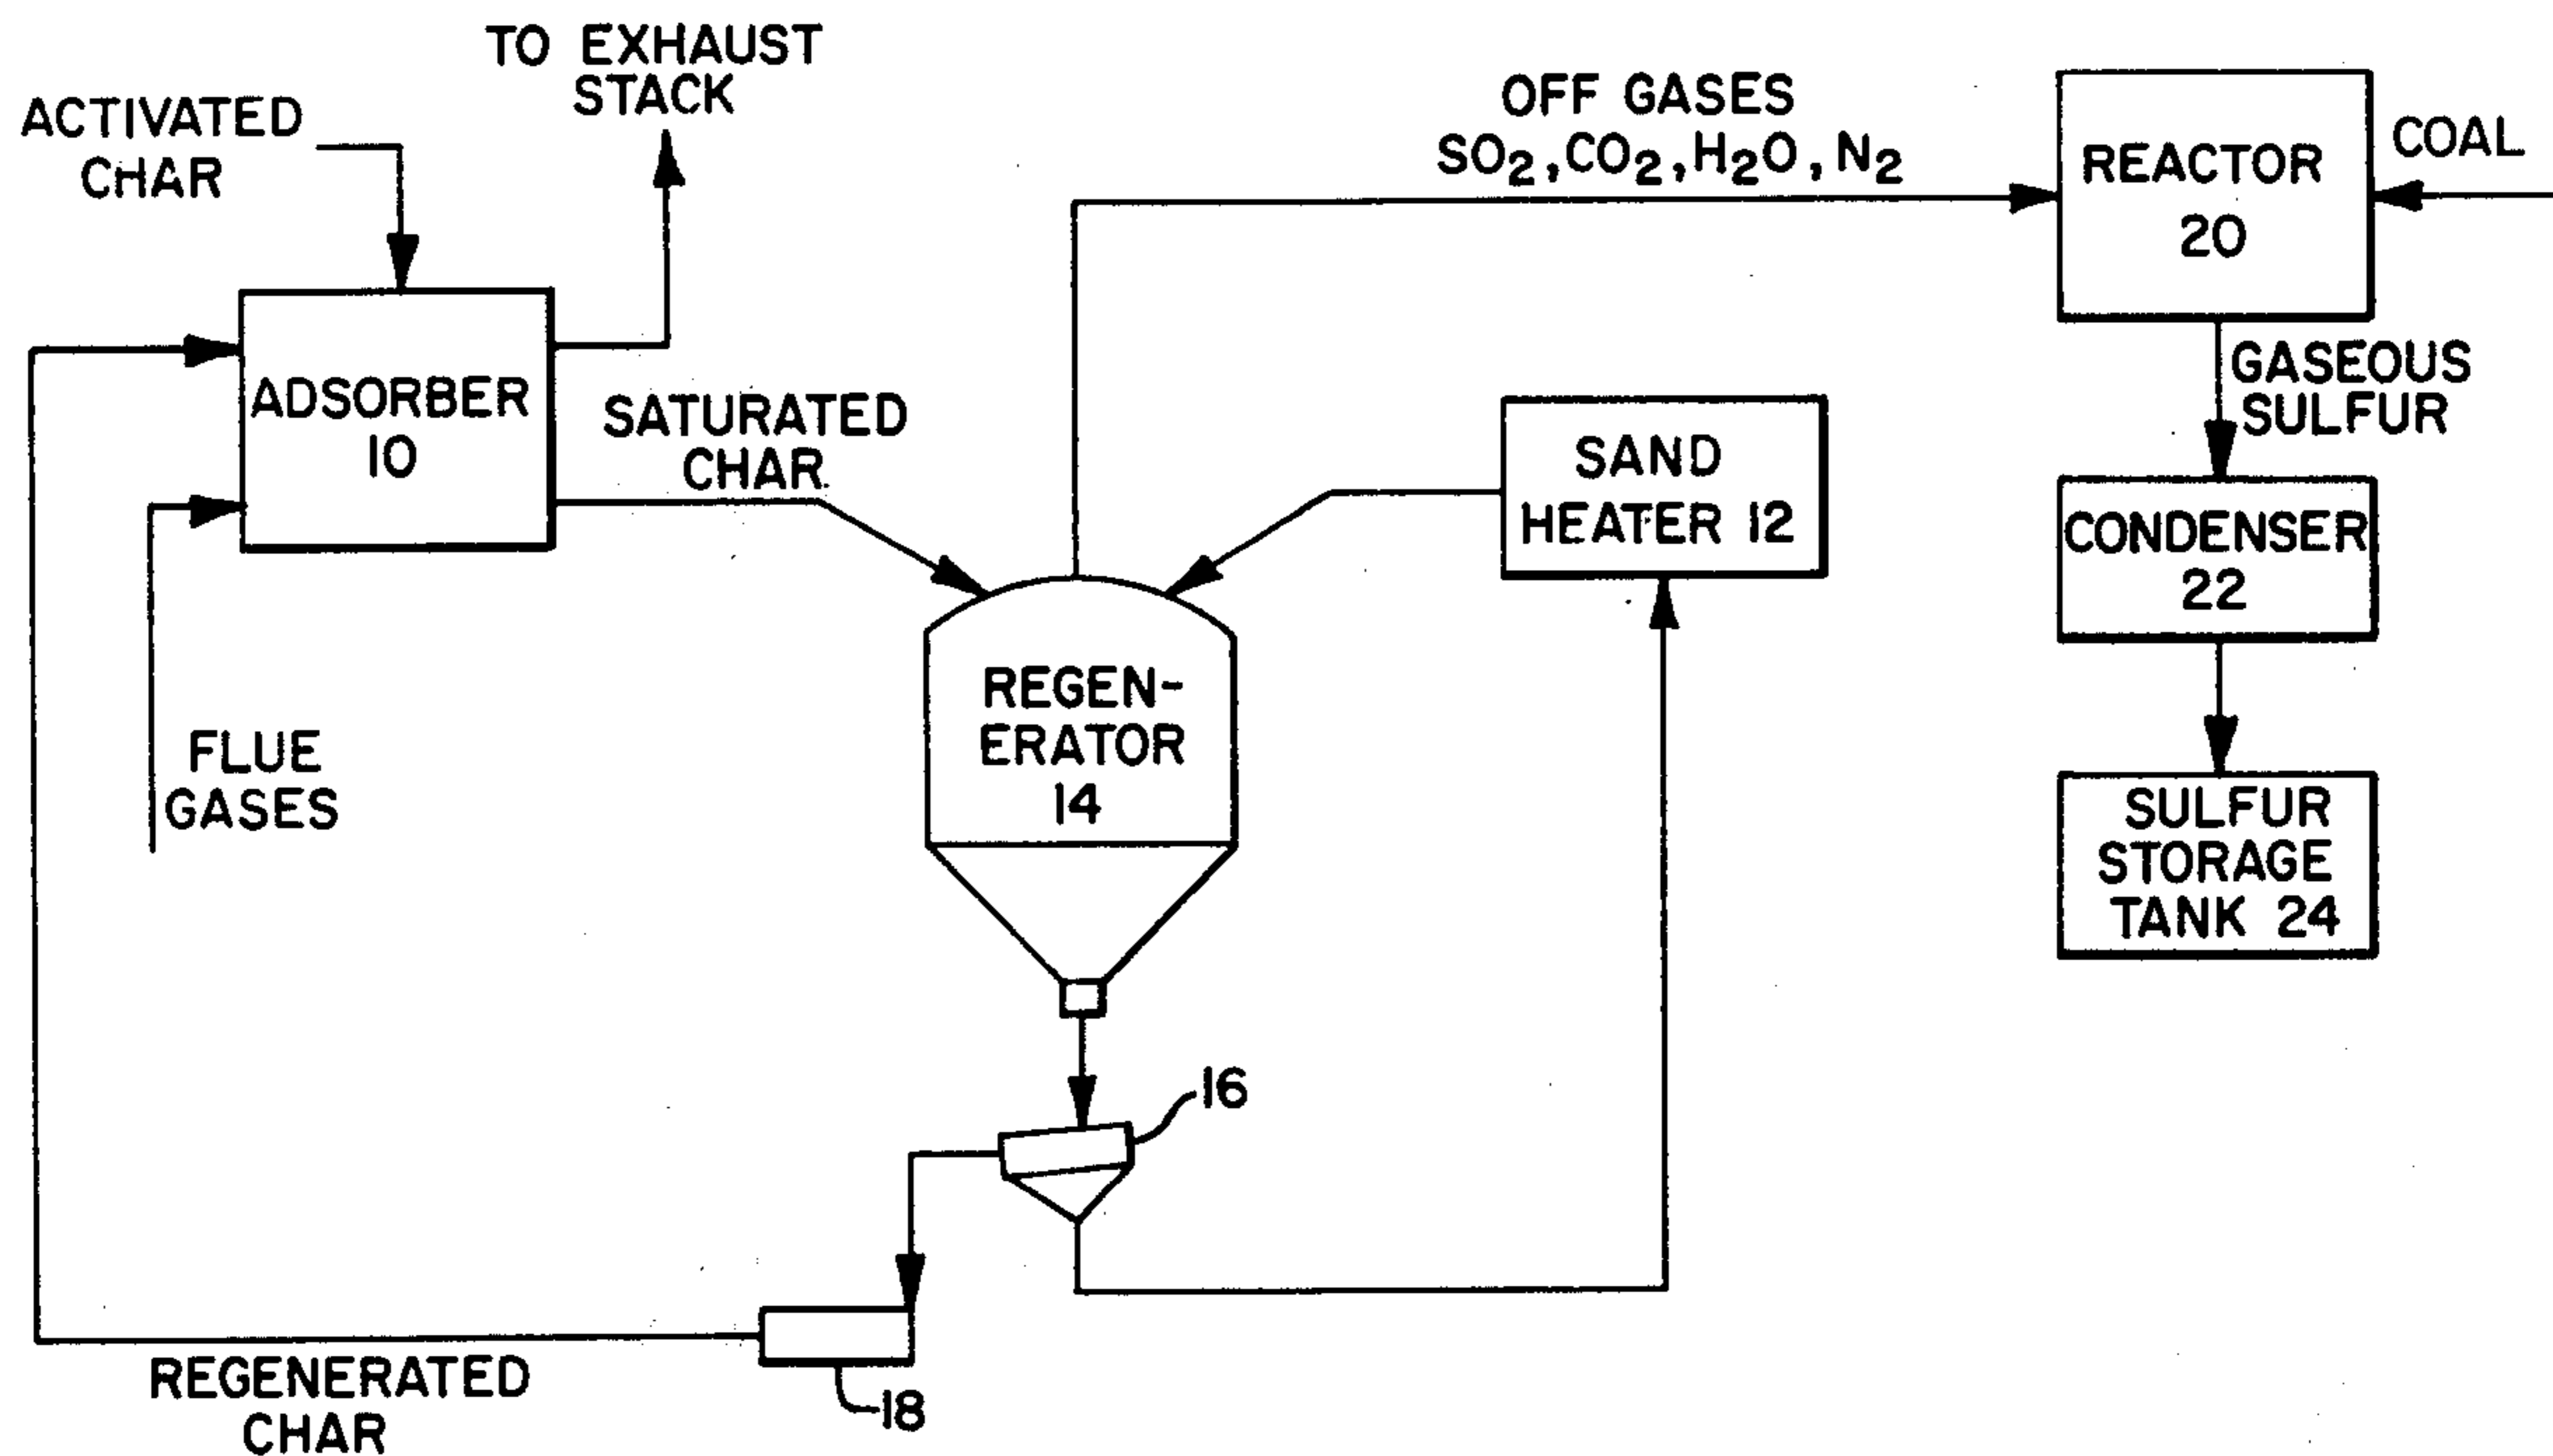 TO EXHAUST
STACK
ACTIVATED
CHAR
OFF GASES
SO₂, CO₂, H₂O, N₂
REACTOR
20
COAL
ADSORBER
10
SATURATED
CHAR
SAND
HEATER 12
GASEOUS
SULFUR
CONDENSER
22
REGEN-
ERATOR
14
FLUE
GASES
SULFUR
STORAGE
TANK 24
16
18
REGENERATED
CHAR